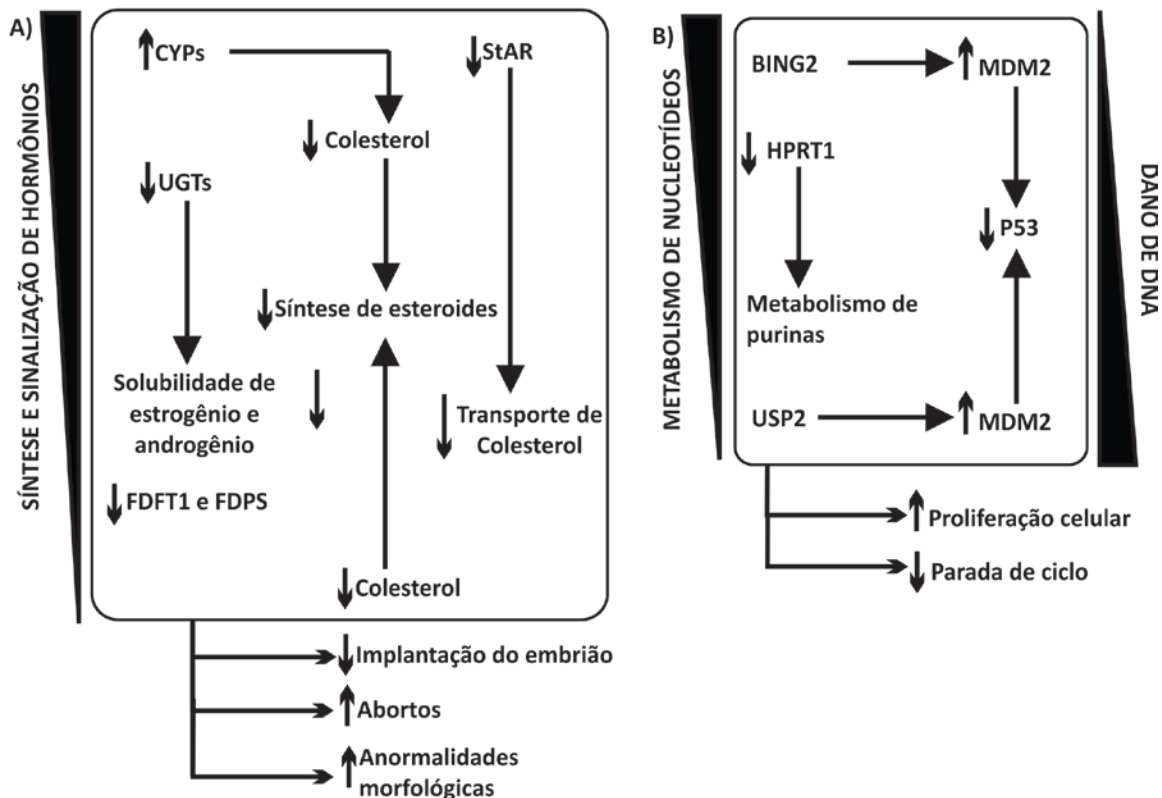 A)
SÍNTESE E SINALIZAÇÃO DE HORMÔNIOS
CYPs
StAR
Colesterol
UGTs
Síntese de esteroides
Solubilidade de
estrogênio e
androgênio
Transporte de
Colesterol
FDFT1 e FDPS
Colesterol
Implantação do embrião
Abortos
Anormalidades
morfológicas
B)
METABOLISMO DE NUCLEOTÍDEOS
BING2
MDM2
HPRT1
P53
Metabolismo de
purinas
USP2
MDM2
DANO DE DNA
Proliferação celular
Parada de ciclo